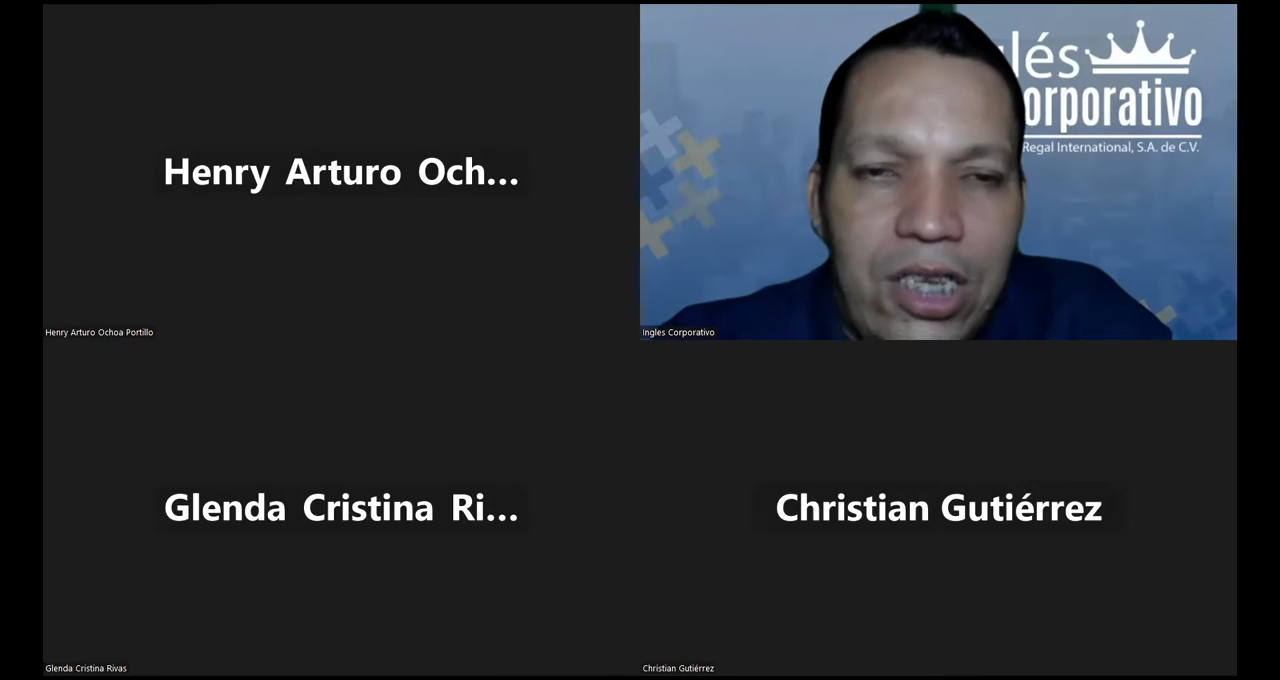 Henry Arturo Och...
Henry Arturo Ochoa Portillo
lés
orporativo
Regal International, S.A. de C.V.
Ingles Corporativo
Glenda Cristina Ri...
Glenda Cristina Rivas
Christian Gutiérrez
Christian Gutiérrez